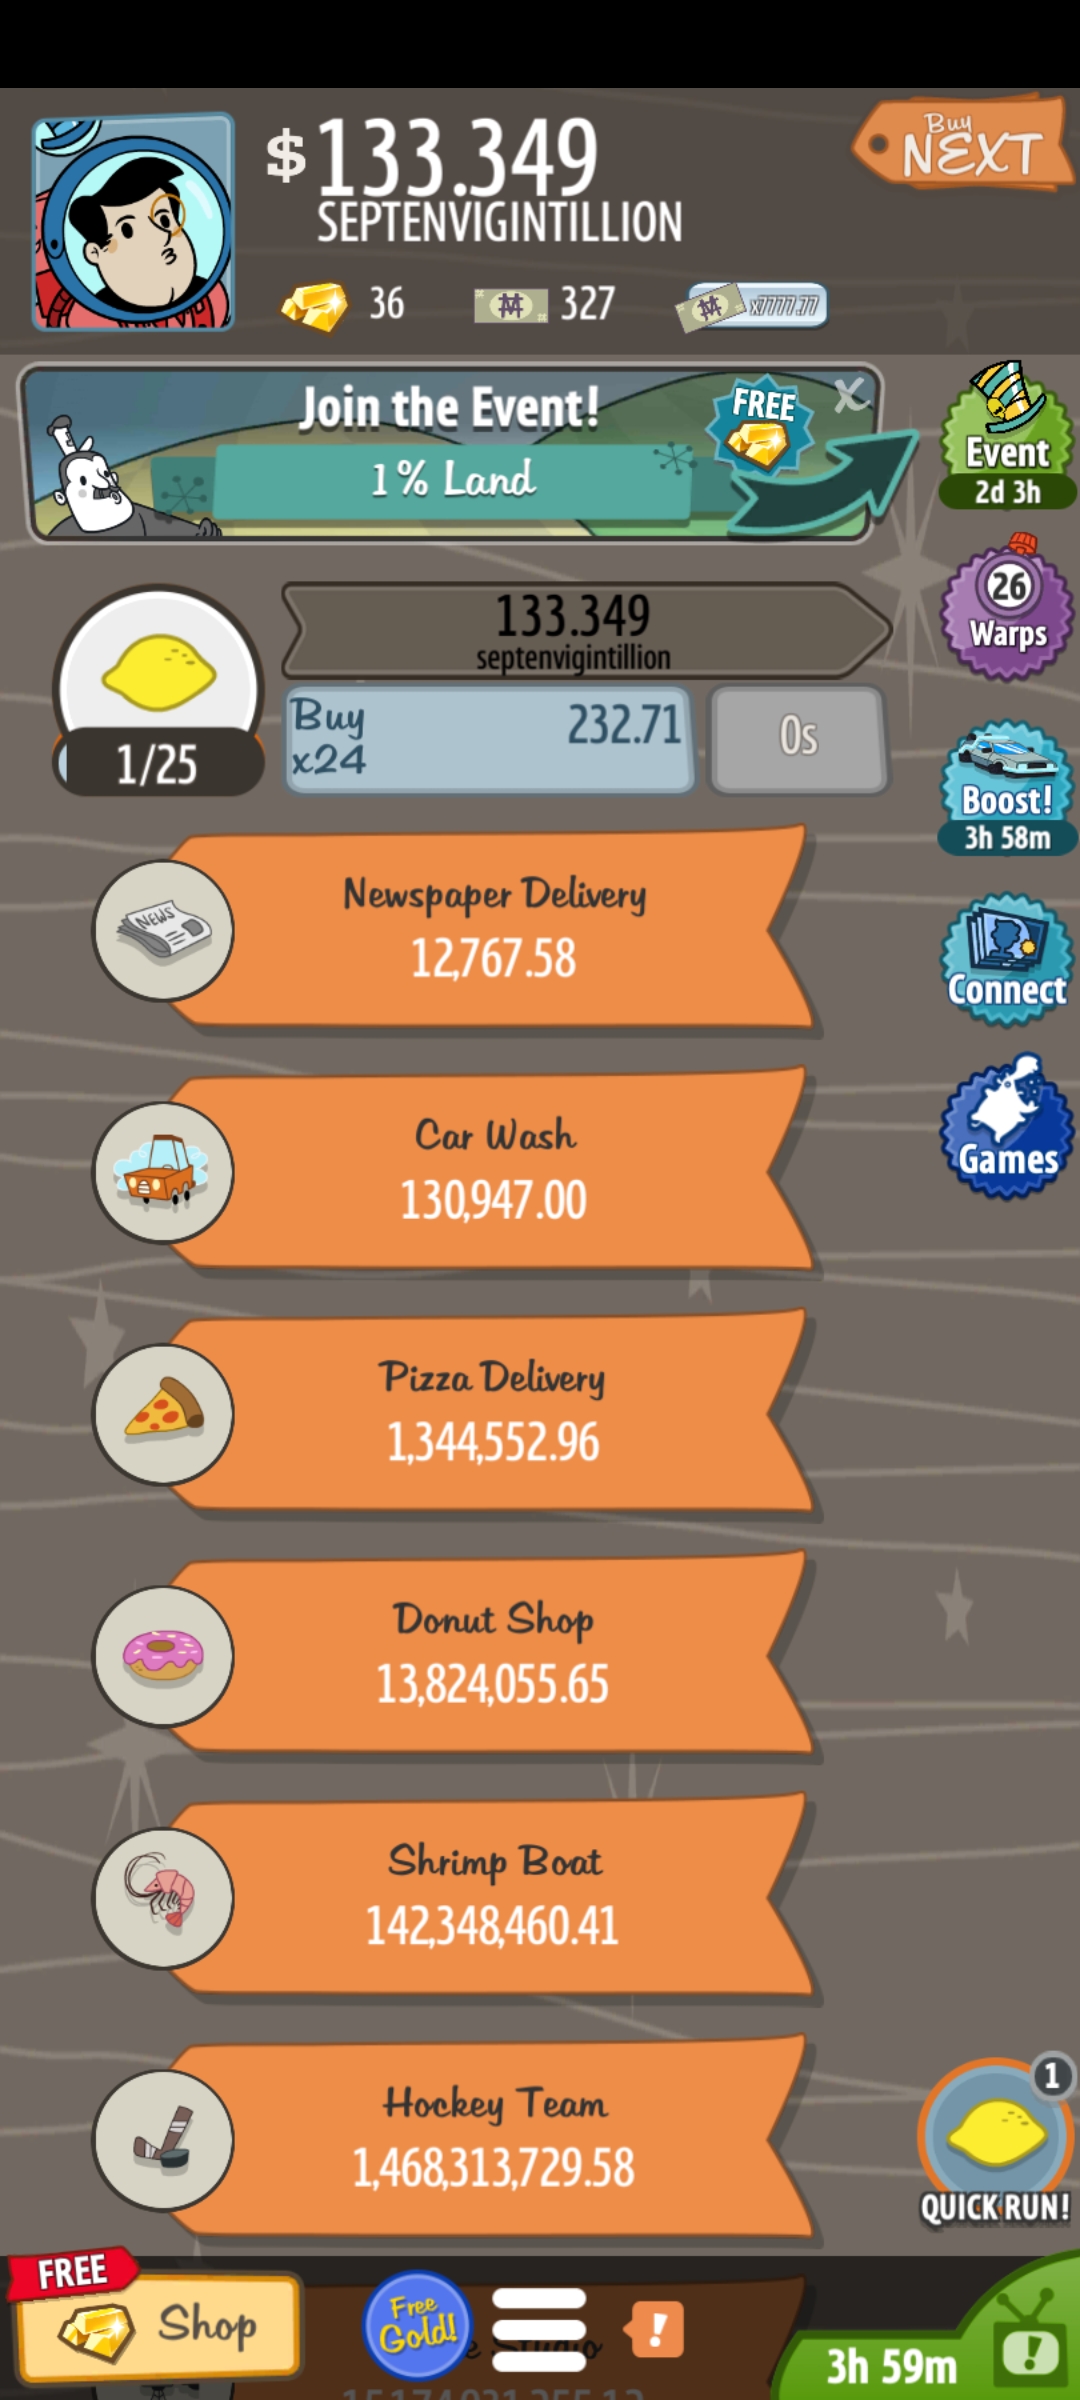 $133.349
SEPTENVIGINTILLION
Buy
NEXT
36
327
x7777.77
Join the Event!
1% Land
FREE
X
Event
2d 3h
133.349
septenvigintillion
26
Warps
1/25
Buy
x24
232.71
0s
Boost!
3h 58m
Newspaper Delivery
12,767.58
NEWS
Connect
Car Wash
130,947.00
Games
Pizza Delivery
1,344,552.96
Donut Shop
13,824,055.65
Shrimp Boat
142,348,460.41
Hockey Team
1,468,313,729.58
1
QUICK RUN!
FREE
Shop
Free
Gold!
!
3h 59m
!